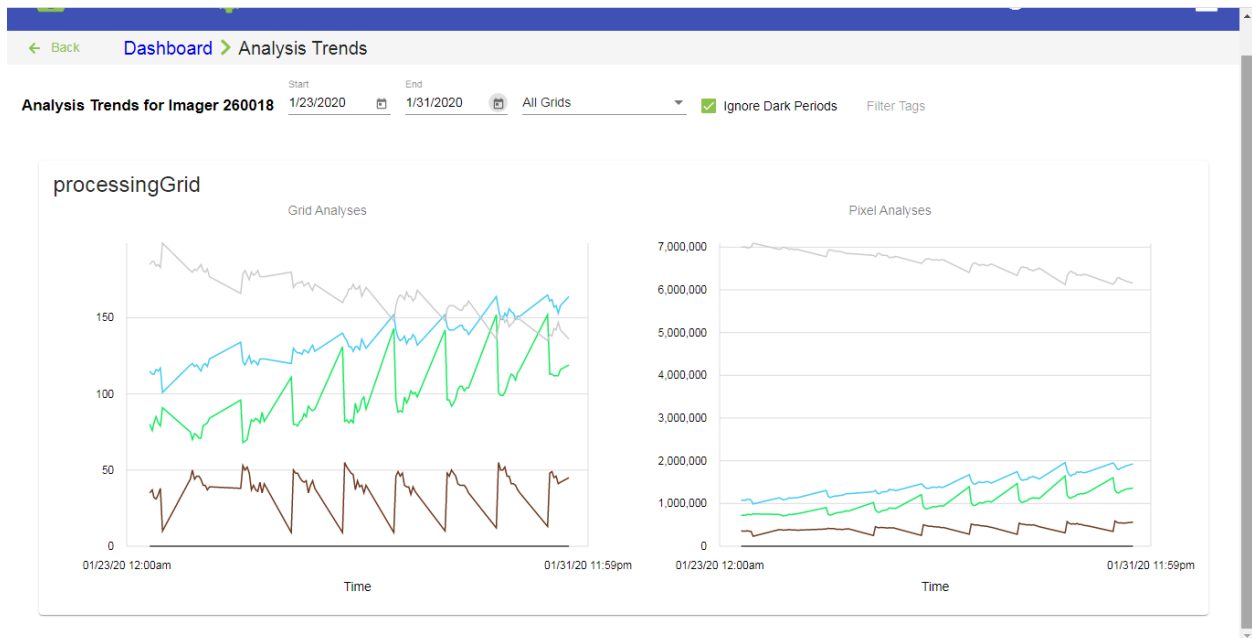 Back Dashboard Analysis Trends
Start End
Analysis Trends for Imager 260018 1/23/2020 1/31/2020 All Grids Ignore Dark Periods Filter Tags
processingGrid
Grid Analyses
150
100
50
0
01/23/20 12:00am 01/31/20 11:59pm
Time
Pixel Analyses
7,000,000
6,000,000
5,000,000
4,000,000
3,000,000
2,000,000
1,000,000
0
01/23/20 12:00am 01/31/20 11:59pm
Time